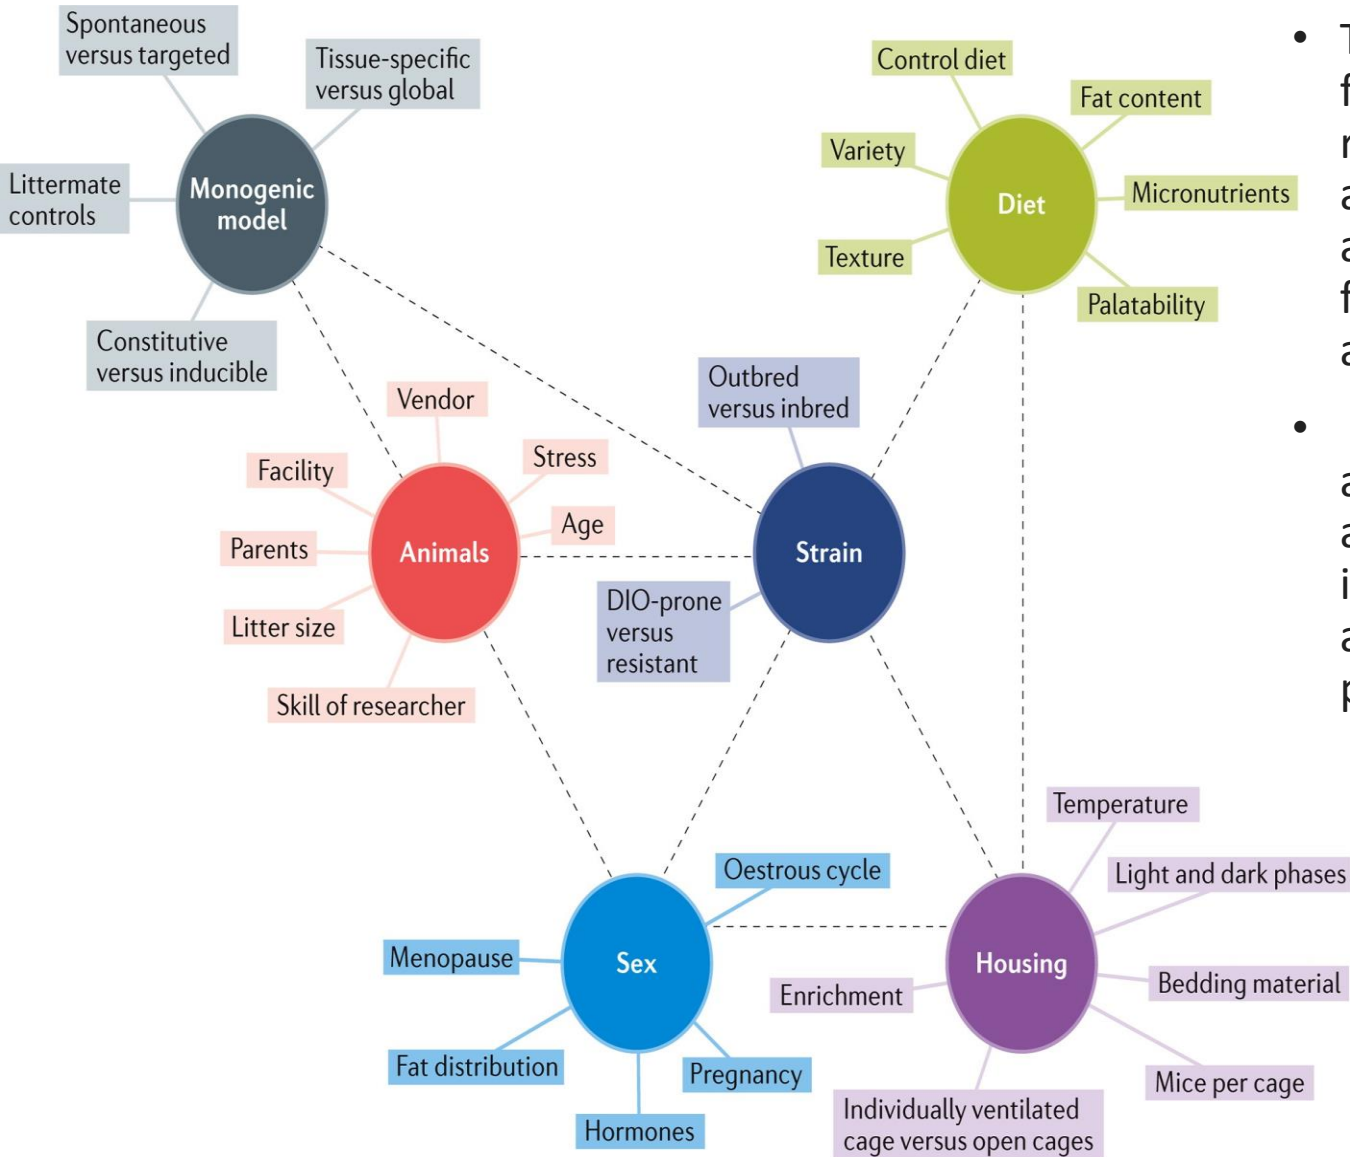 Spontaneous
versus targeted
Tissue-specific
versus global
Littermate
controls
Monogenic
model
Constitutive
versus inducible
Control diet
Fat content
Variety
Micronutrients
Diet
Texture
Palatability
Outbred
versus inbred
Vendor
Facility
Stress
Age
Parents
Animals
Strain
Litter size
DIO-prone
versus
resistant
Skill of researcher
Temperature
Oestrous cycle
Light and dark phases
Menopause
Sex
Housing
Enrichment
Bedding material
Fat distribution
Pregnancy
Mice per cage
Hormones
Individually ventilated
cage versus open cages